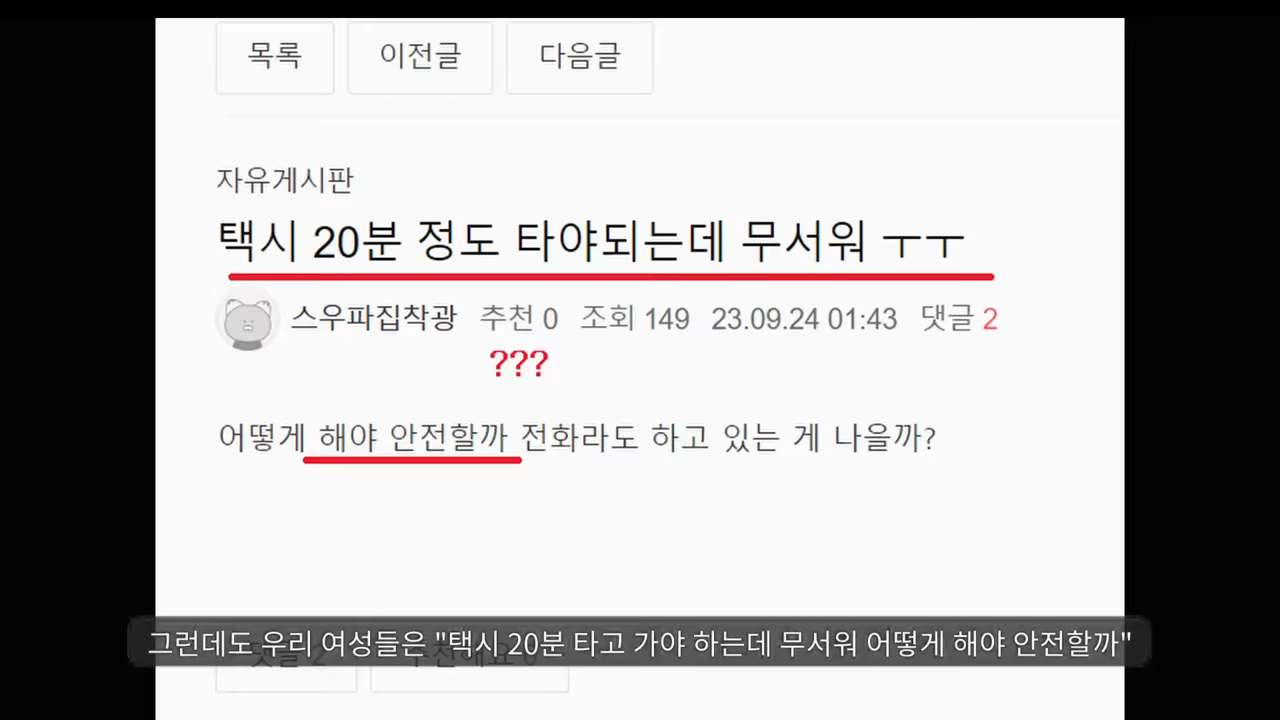 목록 이전글 다음글
자유게시판
택시 20분 정도 타야되는데 무서워 ㅜㅜ
스우파집착광 추천 0 조회 149 23.09.24 01:43 댓글 2
???
어떻게 해야 안전할까 전화라도 하고 있는 게 나을까?
그런데도 우리 여성들은 "택시 20분 타고 가야 하는데 무서워 어떻게 해야 안전할까"